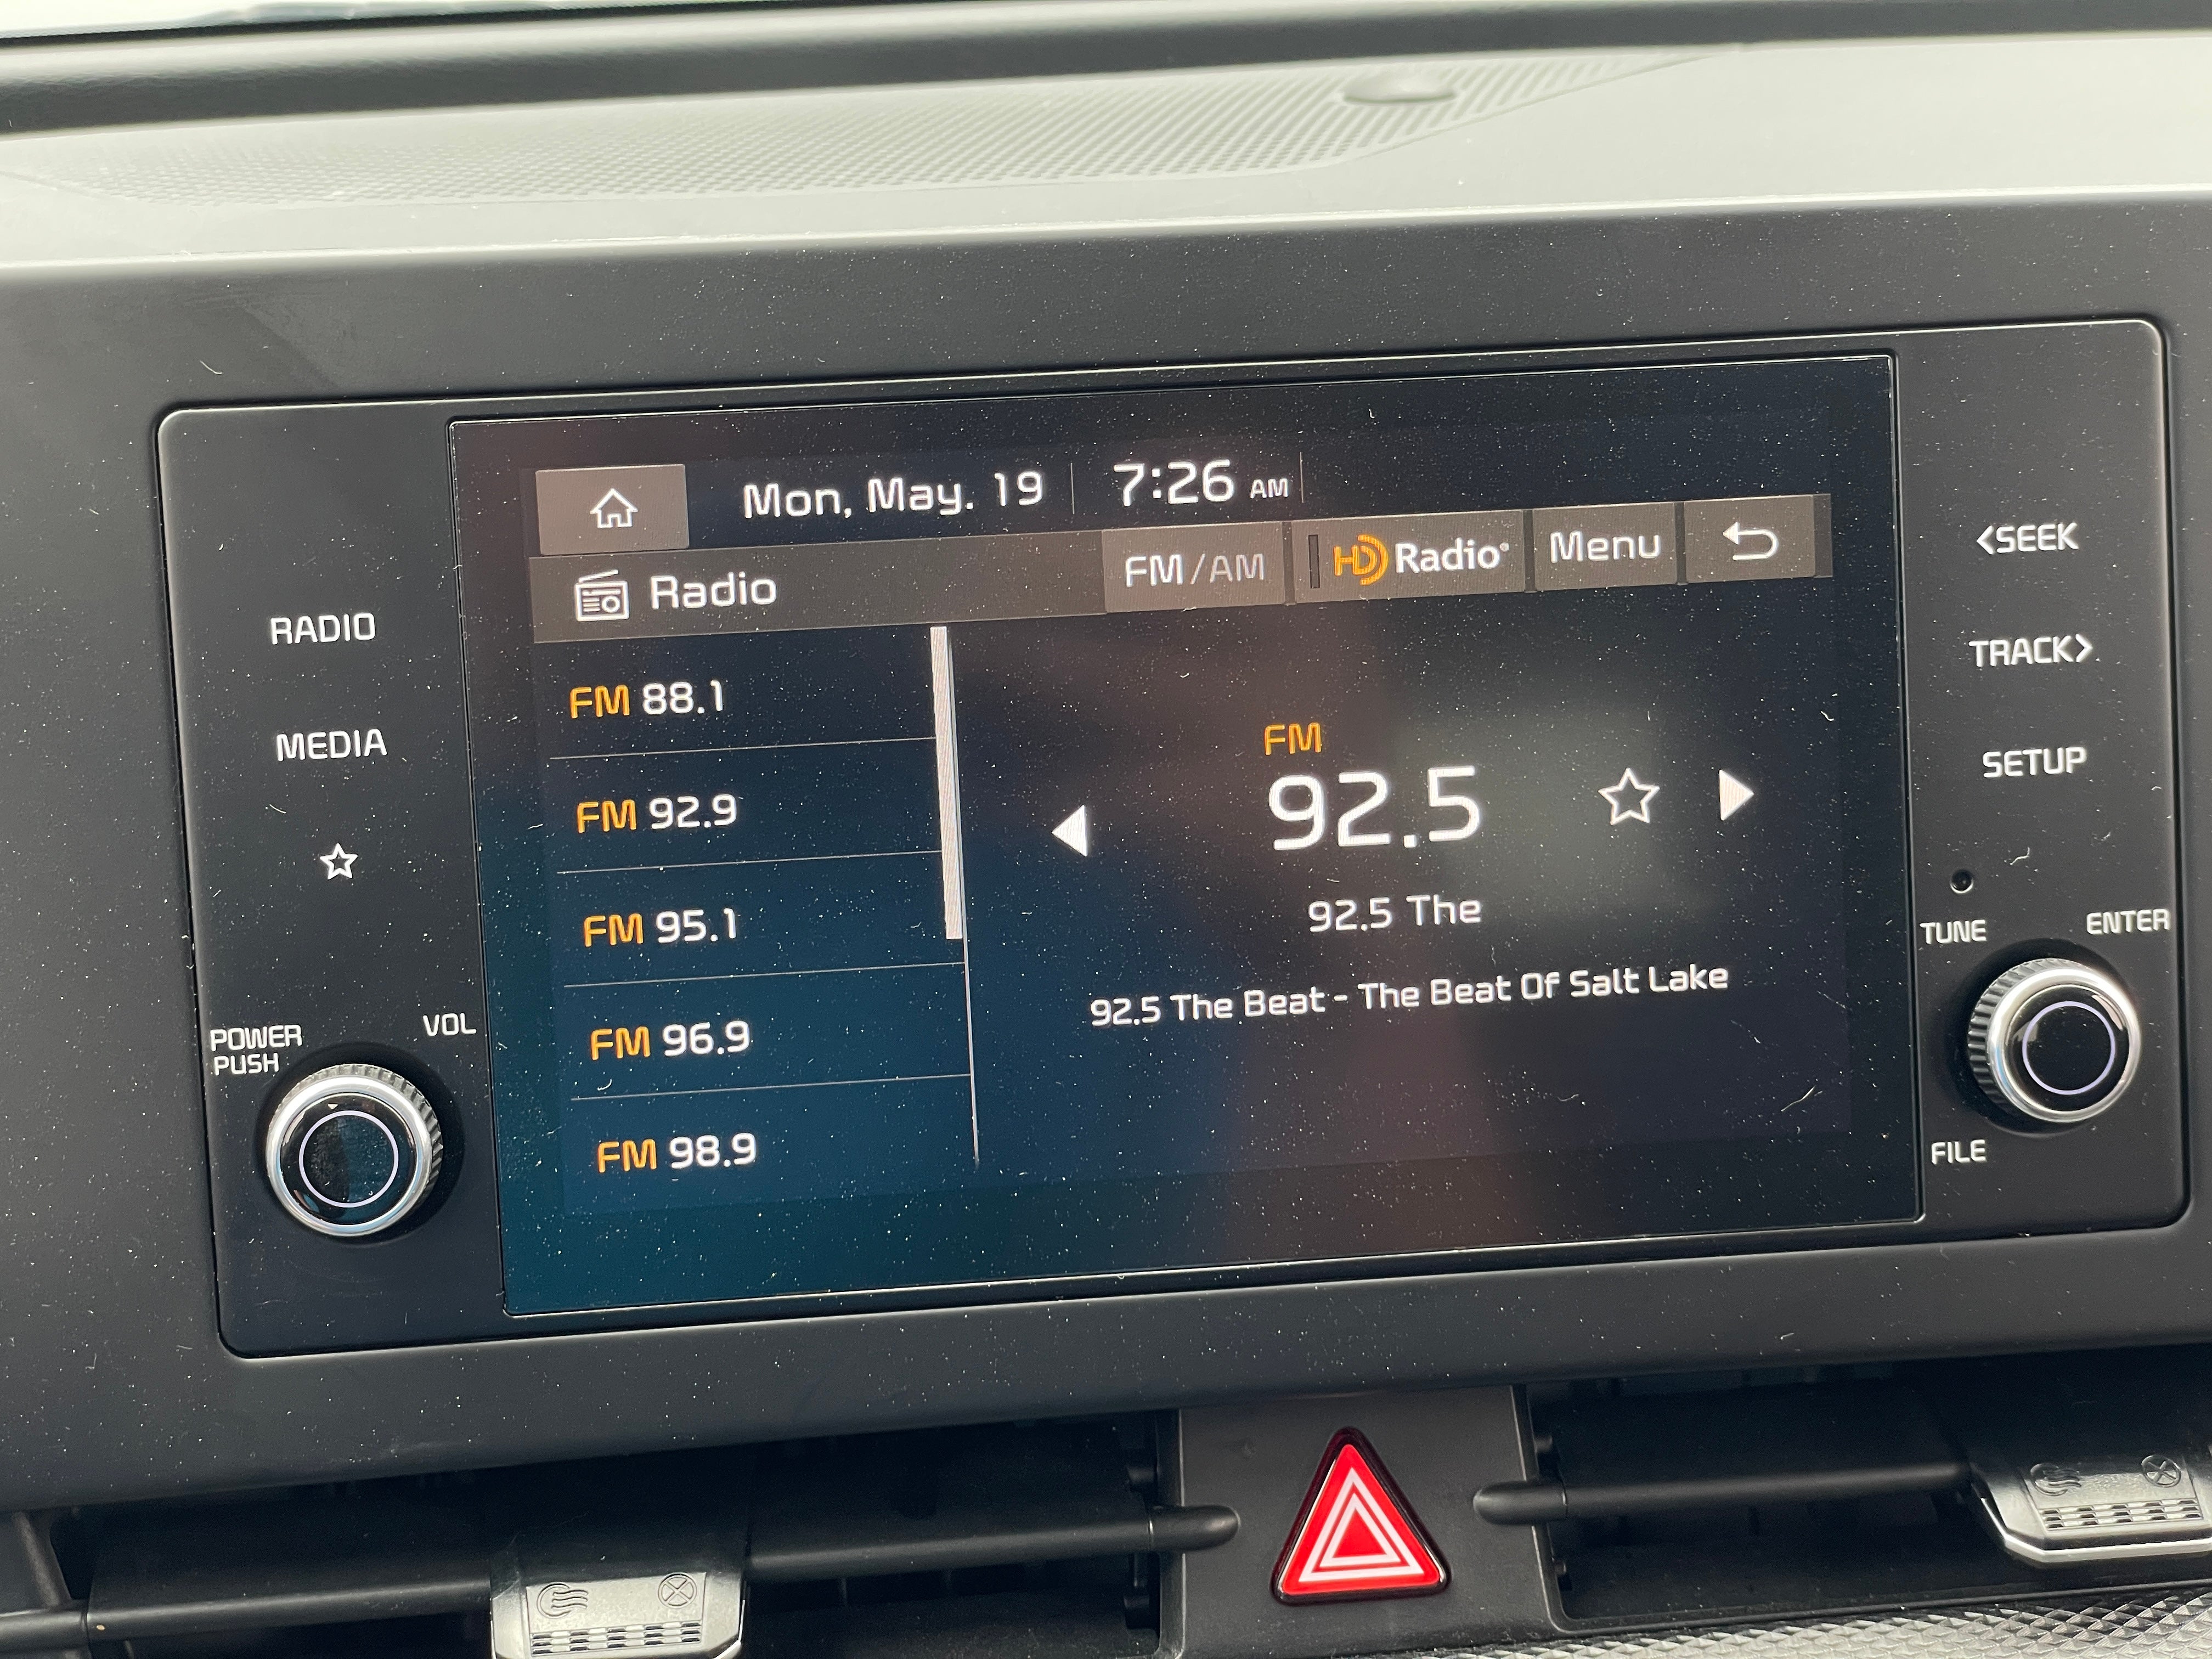 Mon, May. 19 7:26 AM
Radio FM/AM HD Radio® Menu
RADIO
MEDIA
POWER
PUSH
VOL
FM 88.1
FM 92.9
FM 95.1
FM 96.9
FM 98.9
FM
92.5
92.5 The
92.5 The Beat - The Beat Of Salt Lake
<SEEK
TRACK>
SETUP
TUNE
ENTER
FILE